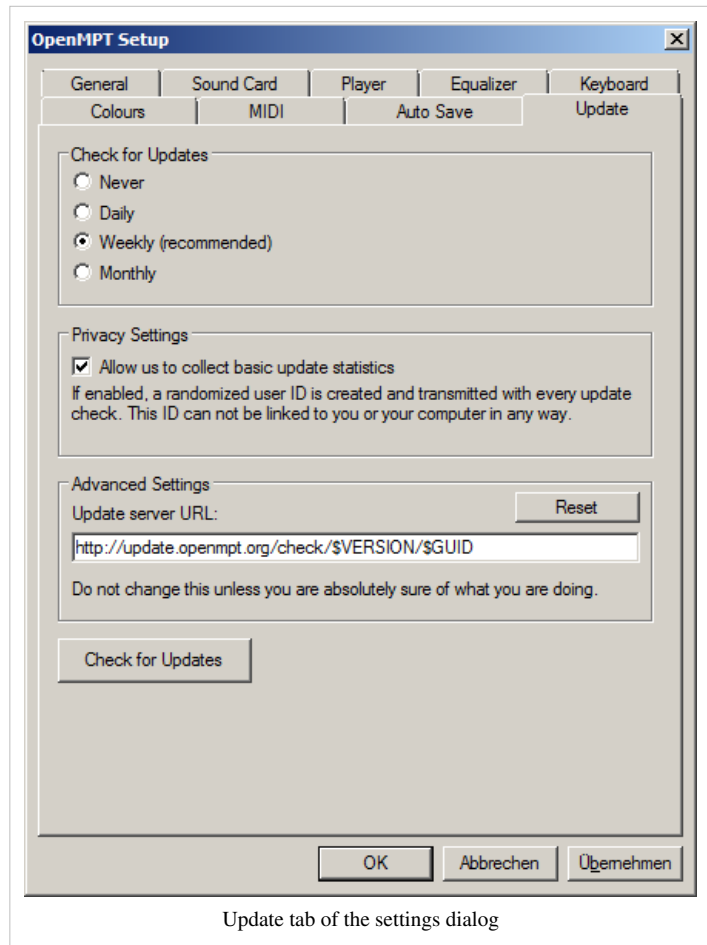 OpenMPT Setup
General Sound Card Player Equalizer Keyboard
Colours MIDI Auto Save Update
Check for Updates
Never
Daily
Weekly (recommended)
Monthly
Privacy Settings
Allow us to collect basic update statistics
If enabled, a randomized user ID is created and transmitted with every update
check. This ID can not be linked to you or your computer in any way.
Advanced Settings
Update server URL:
Reset
http://update.openmpt.org/check/$VERSION/$GUID
Do not change this unless you are absolutely sure of what you are doing.
Check for Updates
OK Abbrechen Übernehmen
Update tab of the settings dialog